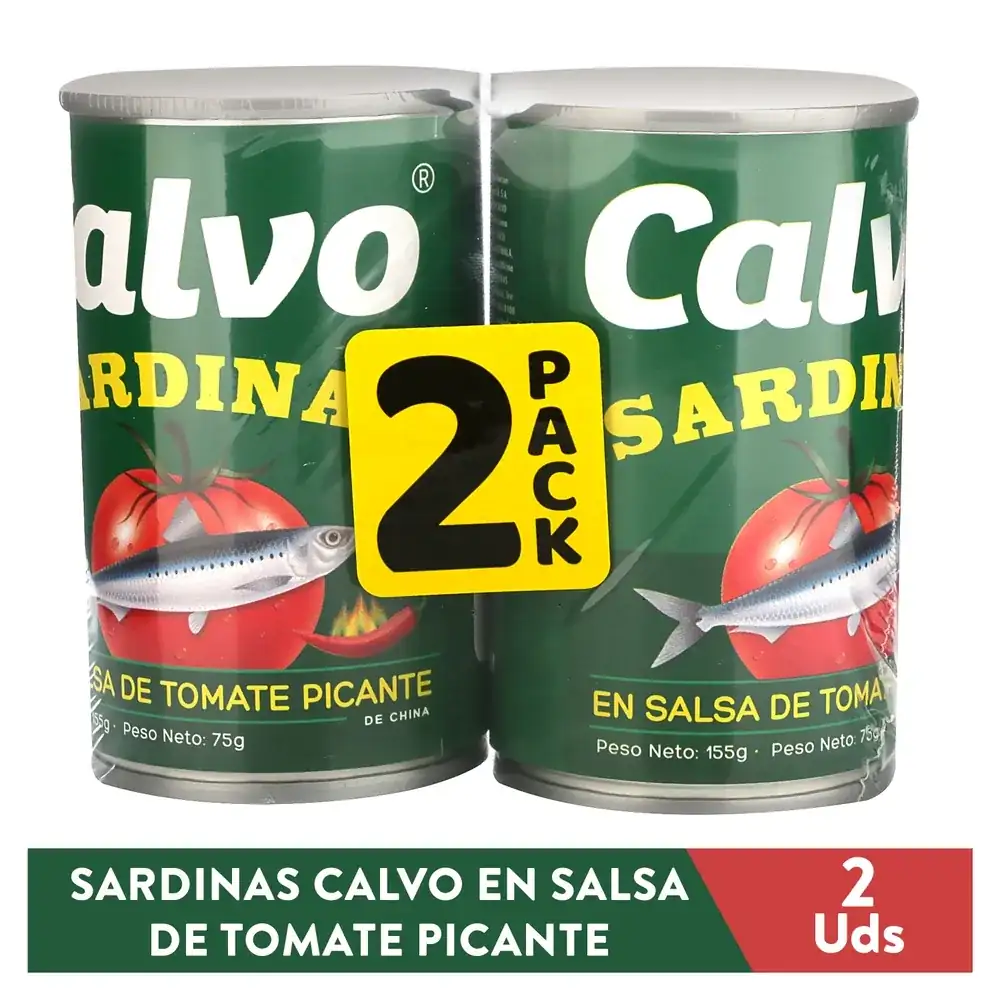 alvo®
ARDINA
SA DE TOMATE PICANTE
DE CHINA
155g · Peso Neto: 75g
2
PACK
Calv
SARDIN
EN SALSA DE TOMA
Peso Neto: 155g · Peso Neto: 75g
SARDINAS CALVO EN SALSA
DE TOMATE PICANTE
2
Uds